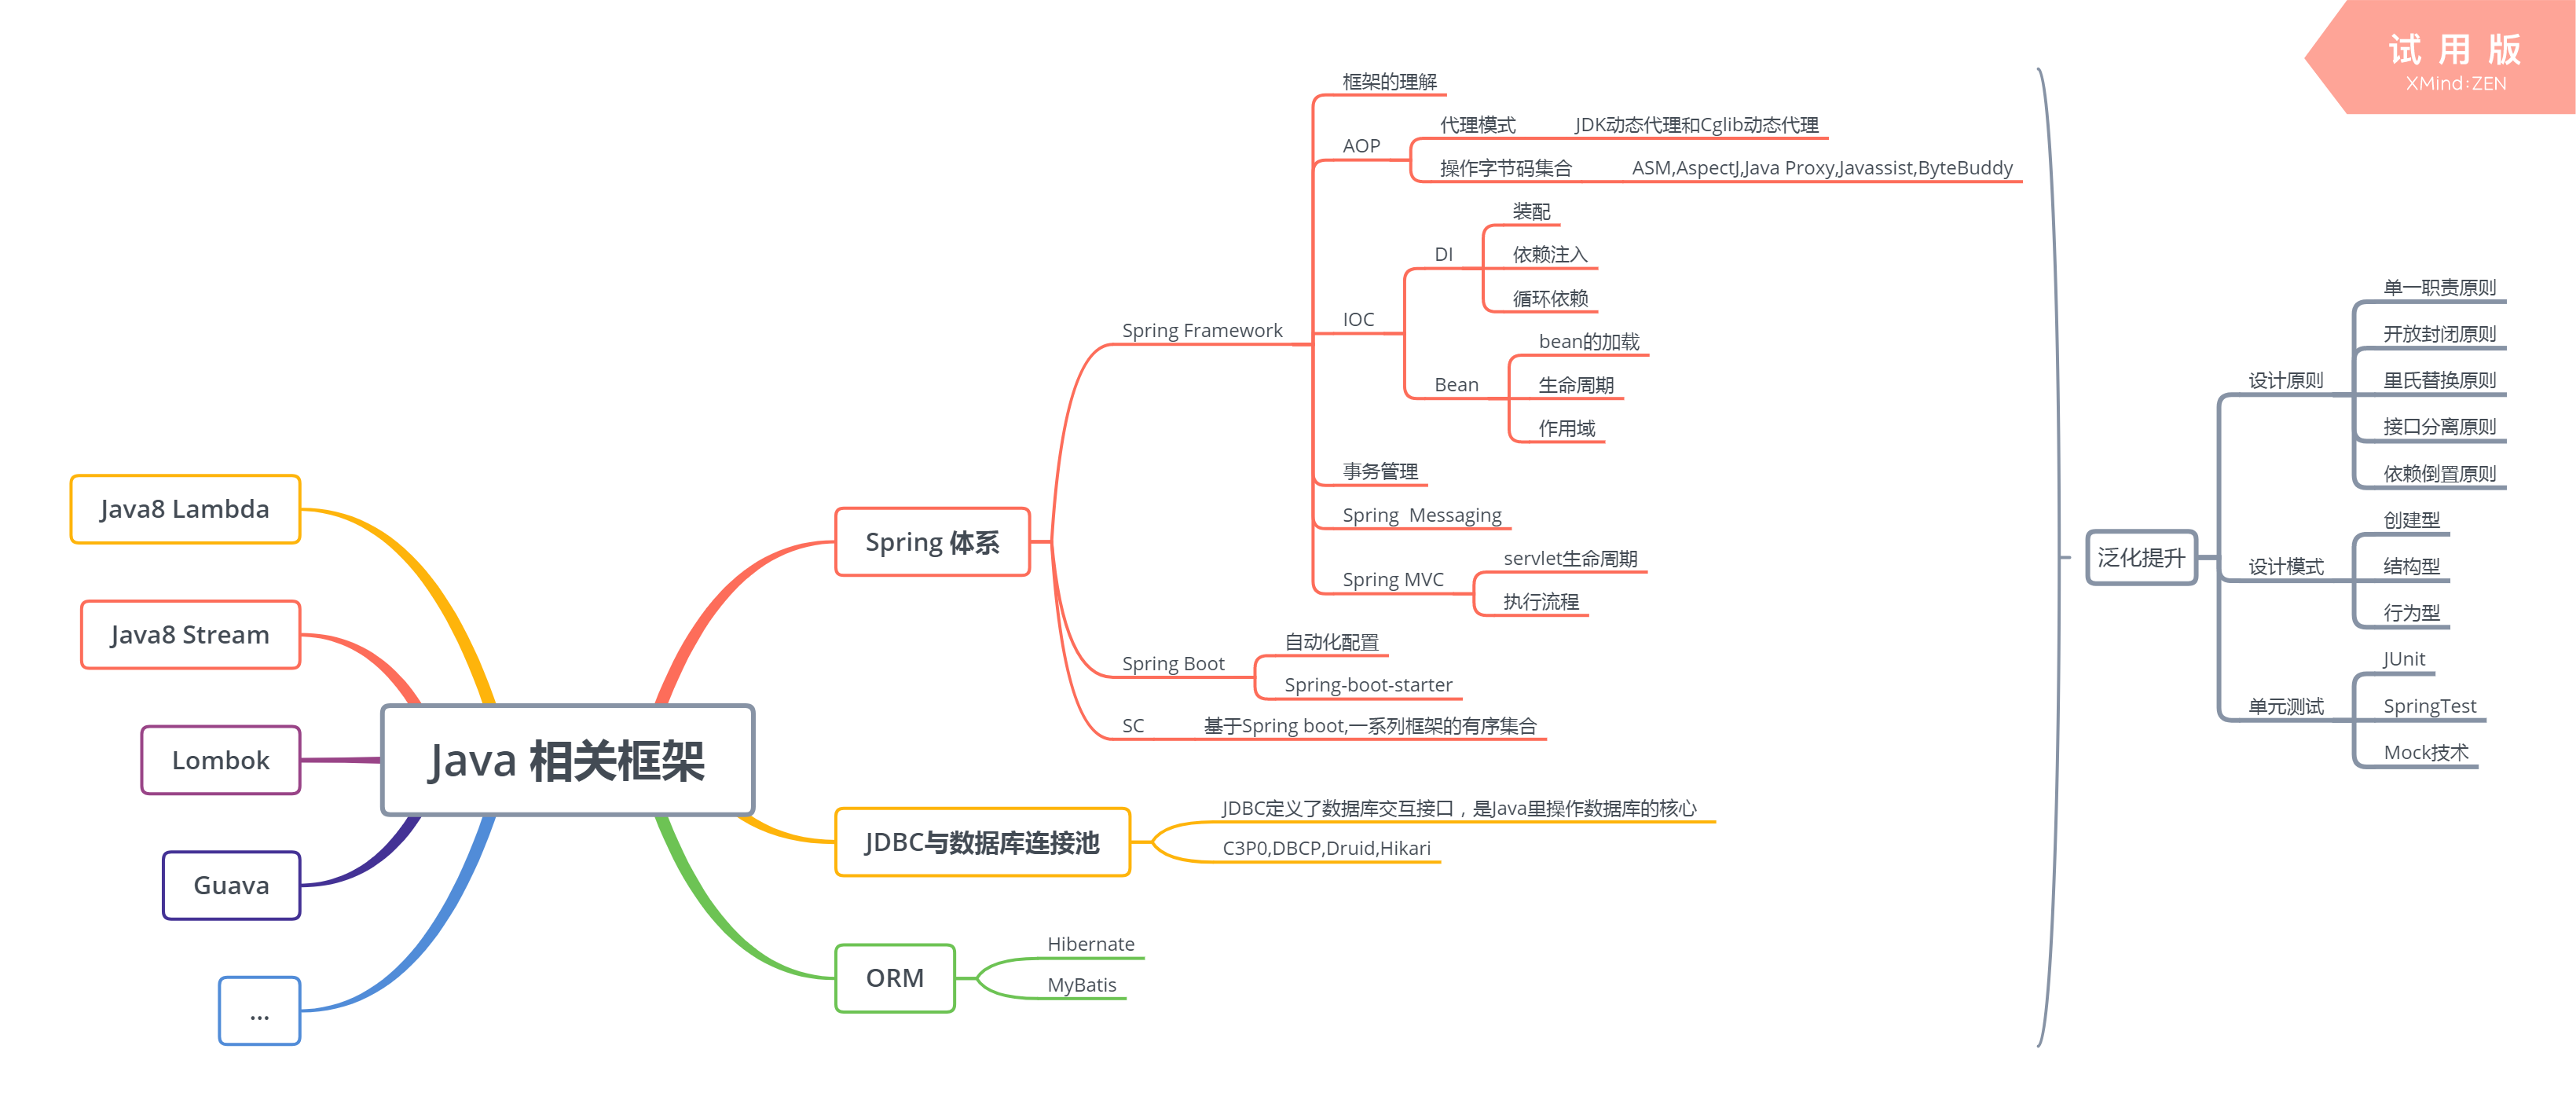 试 用 版
XMind:ZEN
Java 相关框架
Spring 体系
Spring Framework
框架的理解
AOP
代理模式
JDK动态代理和Cglib动态代理
操作字节码集合
ASM,AspectJ,Java Proxy,Javassist,ByteBuddy
IOC
DI
装配
依赖注入
循环依赖
Bean
bean的加载
生命周期
作用域
事务管理
Spring  Messaging
Spring MVC
servlet生命周期
执行流程
Spring Boot
自动化配置
Spring-boot-starter
SC
基于Spring boot,一系列框架的有序集合
JDBC与数据库连接池
JDBC定义了数据库交互接口，是Java里操作数据库的核心
C3P0,DBCP,Druid,Hikari
ORM
Hibernate
MyBatis
Java8 Lambda
Java8 Stream
Lombok
Guava
...
泛化提升
设计原则
单一职责原则
开放封闭原则
里氏替换原则
接口分离原则
依赖倒置原则
设计模式
创建型
结构型
行为型
单元测试
JUnit
SpringTest
Mock技术